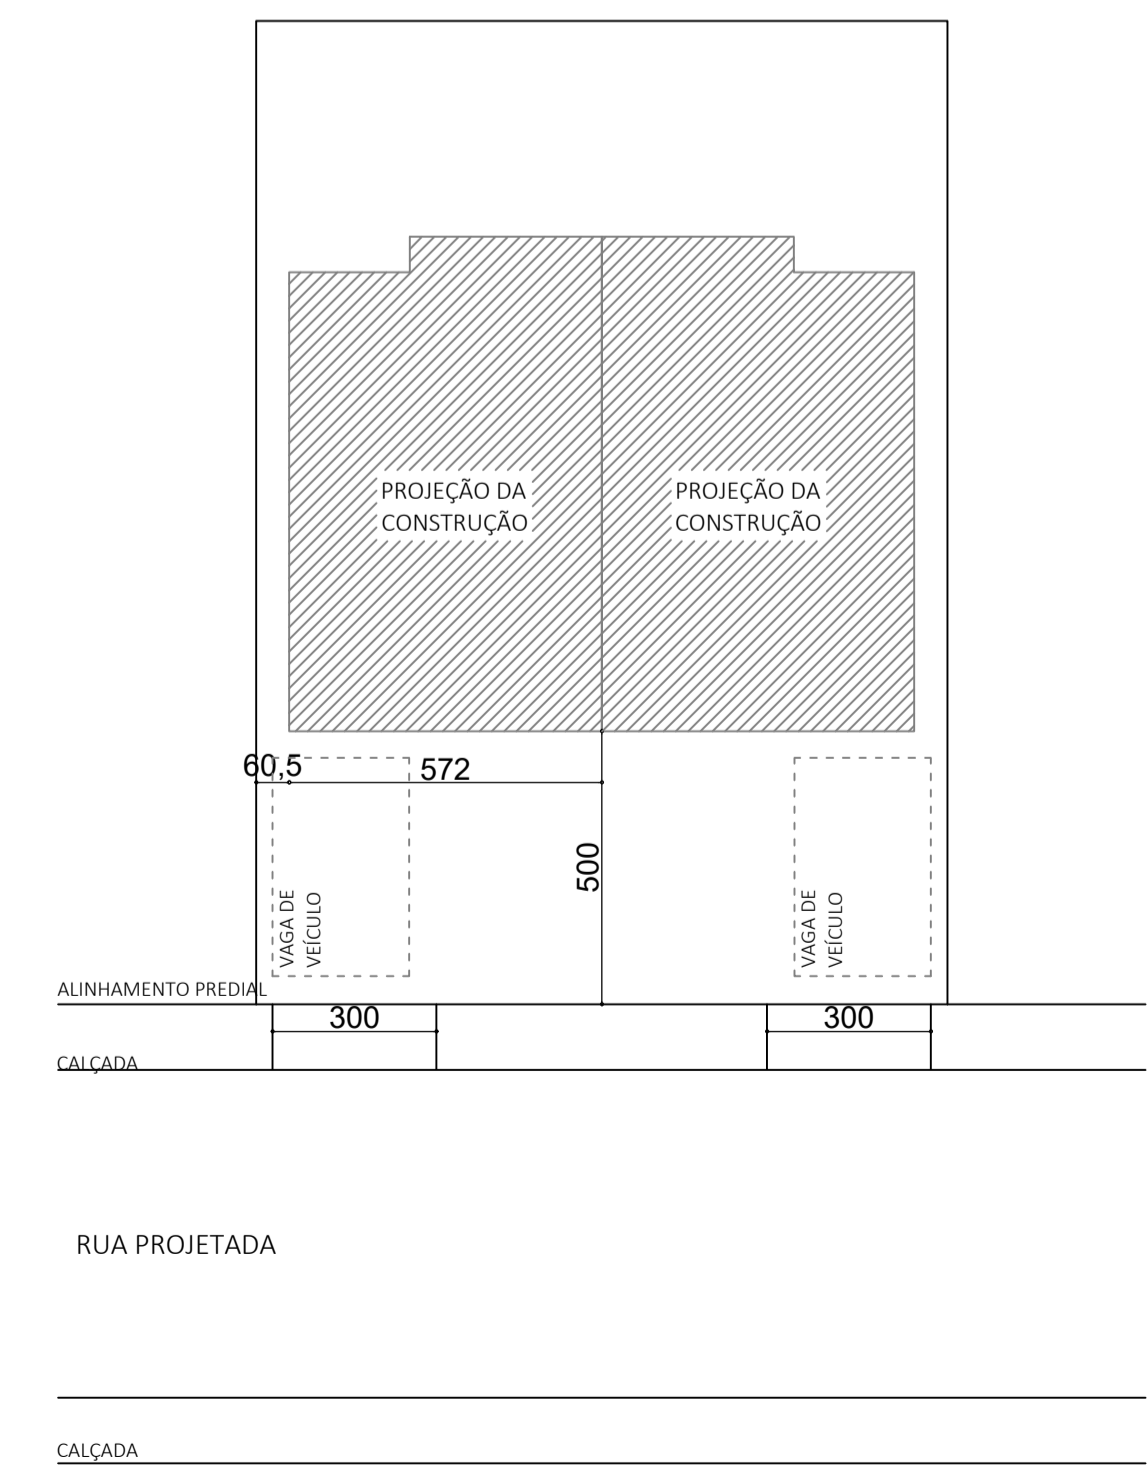 PROJEÇÃO DA
CONSTRUÇÃO
PROJEÇÃO DA
CONSTRUÇÃO
60,5
572
500
VAGA DE
VEÍCULO
VAGA DE
VEÍCULO
ALINHAMENTO PREDIAL
300
300
CALÇADA
RUA PROJETADA
CALÇADA